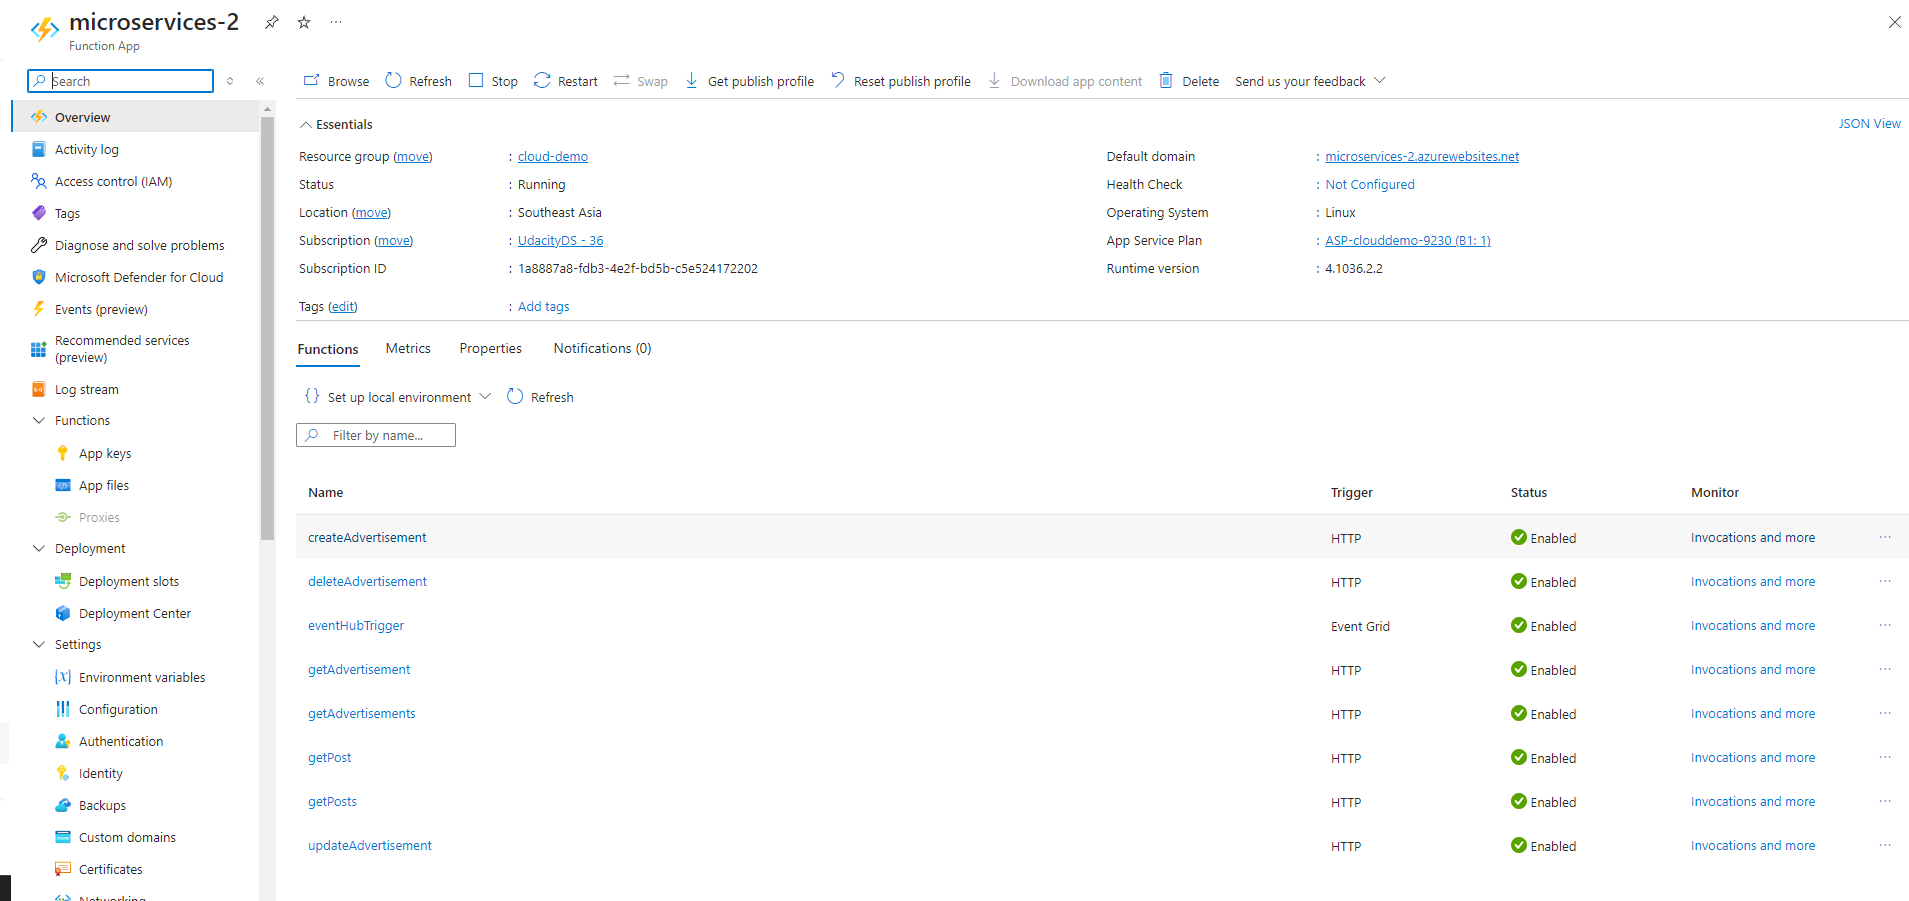 microservices-2
Function App
Search
Overview
Activity log
Access control (IAM)
Tags
Diagnose and solve problems
Microsoft Defender for Cloud
Events (preview)
Recommended services
(preview)
Log stream
Functions
App keys
App files
Proxies
Deployment
Deployment slots
Deployment Center
Settings
Environment variables
Configuration
Authentication
Identity
Backups
Custom domains
Certificates
Networking
Browse Refresh Stop Restart Swap Get publish profile Reset publish profile Download app content Delete Send us your feedback
Essentials JSON View
Resource group (move) : cloud-demo
Status : Running
Location (move) : Southeast Asia
Subscription (move) : UdacityDS - 36
Subscription ID : 1a8887a8-fdb3-4e2f-bd5b-c5e524172202
Default domain : microservices-2.azurewebsites.net
Health Check : Not Configured
Operating System : Linux
App Service Plan : ASP-clouddemo-9230 (B1: 1)
Runtime version : 4.1036.2.2
Tags (edit) : Add tags
Functions Metrics Properties Notifications (0)
{} Set up local environment Refresh
Filter by name...
Name Trigger Status Monitor
createAdvertisement HTTP Enabled Invocations and more ...
deleteAdvertisement HTTP Enabled Invocations and more ...
eventHubTrigger Event Grid Enabled Invocations and more ...
getAdvertisement HTTP Enabled Invocations and more ...
getAdvertisements HTTP Enabled Invocations and more ...
getPost HTTP Enabled Invocations and more ...
getPosts HTTP Enabled Invocations and more ...
updateAdvertisement HTTP Enabled Invocations and more ...